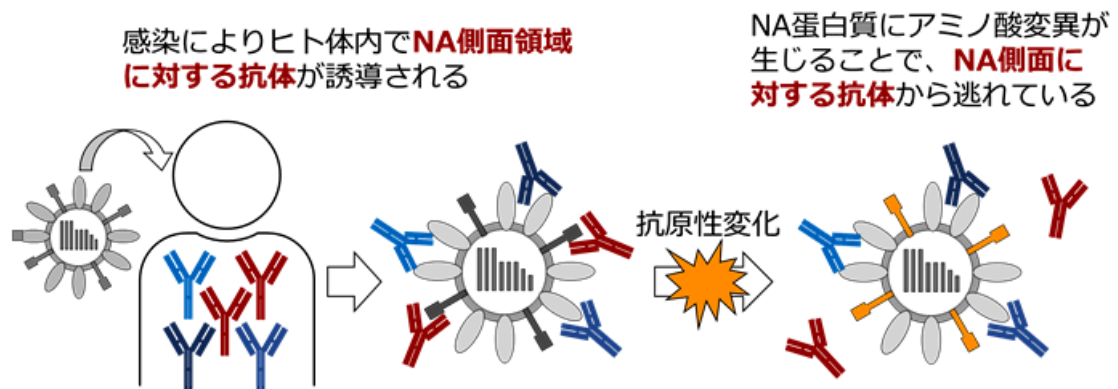 感染によりヒト体内でNA側面領域
に対する抗体が誘導される
NA蛋白質にアミノ酸変異が
生じることで、NA側面に
対する抗体から逃れている
抗原性変化